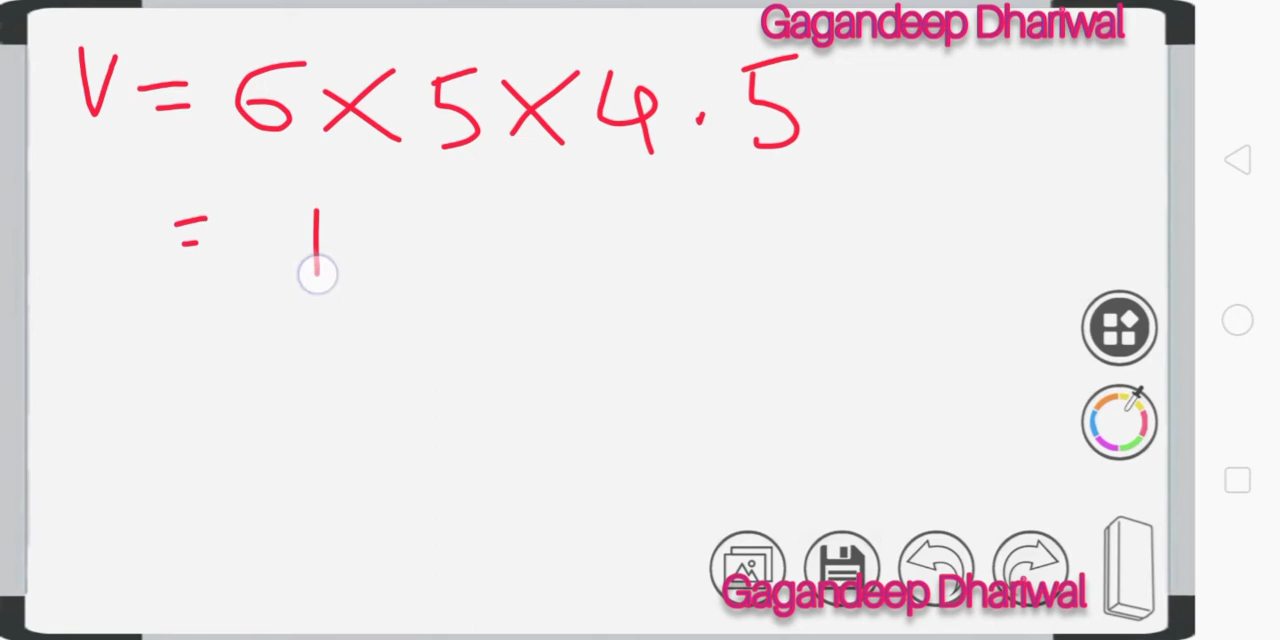 Gagandeep Dhariwal
V = 6 × 5 × 4.5
= 1
Gagandeep Dhariwal